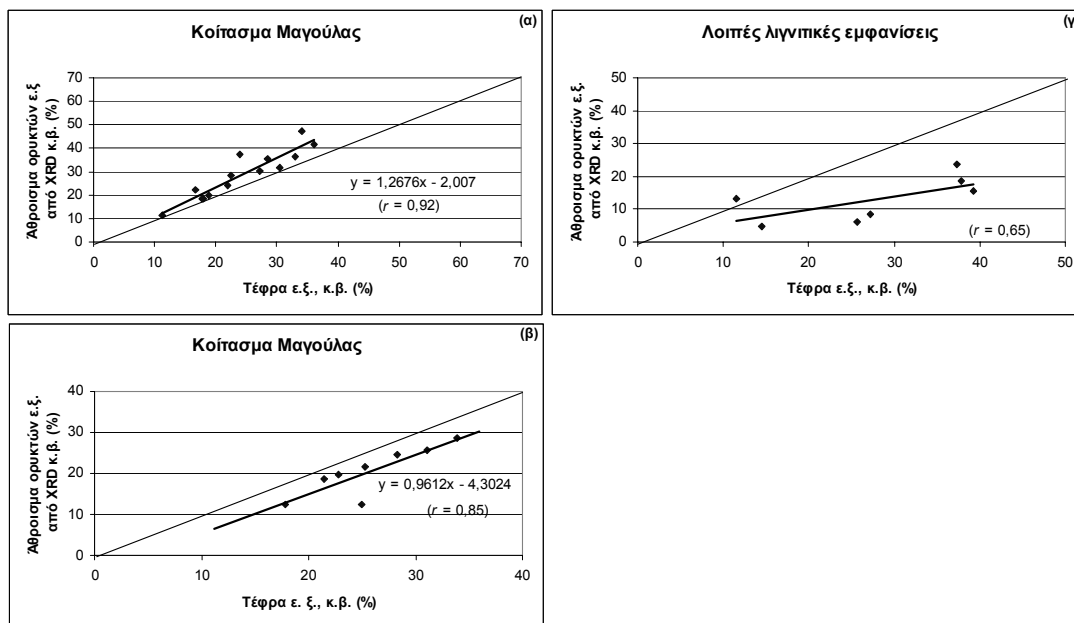 (α)
Κοίτασμα Μαγούλας
Άθροισμα ορυκτών ε.ξ
από XRD κ.β. (%)
70
60
50
40
30
20
10
0
y = 1,2676x - 2,007
(r = 0,92)
0 10 20 30 40 50 60 70
Τέφρα ε.ξ., κ.β. (%)
(γ
Λοιπές λιγνιτικές εμφανίσεις
Άθροισμα ορυκτών ε.ξ.
από XRD κ.β. (%)
50
40
30
20
10
0
(r = 0,65)
0 10 20 30 40 50
Τέφρα ε.ξ., κ.β. (%)
(β)
Κοίτασμα Μαγούλας
Άθροισμα ορυκτών ε.ξ.
από XRD κ.β. (%)
40
30
20
10
0
y = 0,9612x - 4,3024
(r = 0,85)
0 10 20 30 40
Τέφρα ε. ξ., κ.β. (%)